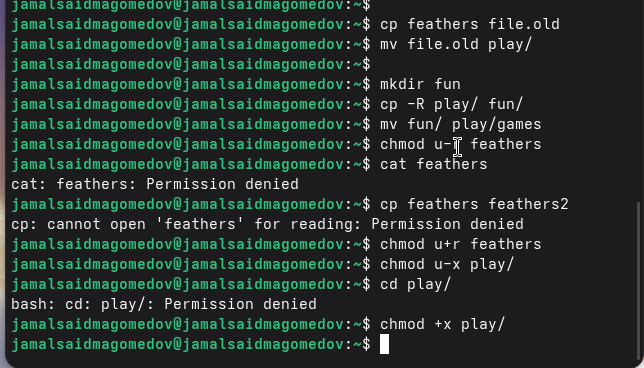 jamalsaidmagomedov@jamalsaidmagomedov:~$
jamalsaidmagomedov@jamalsaidmagomedov:~$ cp feathers file.old
jamalsaidmagomedov@jamalsaidmagomedov:~$ mv file.old play/
jamalsaidmagomedov@jamalsaidmagomedov:~$
jamalsaidmagomedov@jamalsaidmagomedov:~$ mkdir fun
jamalsaidmagomedov@jamalsaidmagomedov:~$ cp -R play/ fun/
jamalsaidmagomedov@jamalsaidmagomedov:~$ mv fun/ play/games
jamalsaidmagomedov@jamalsaidmagomedov:~$ chmod feathers
jamalsaidmagomedov@jamalsaidmagomedov:~$ cat feathers
cat: feathers: Permission denied
jamalsaidmagomedov@jamalsaidmagomedov:~$ cp feathers feathers2
cp: cannot open 'feathers' for reading: Permission denied
jamalsaidmagomedov@jamalsaidmagomedov:~$ chmod u+r feathers
jamalsaidmagomedov@jamalsaidmagomedov:~$ chmod u-x play/
jamalsaidmagomedov@jamalsaidmagomedov:~$ cd play/
bash: cd: play/: Permission denied
jamalsaidmagomedov@jamalsaidmagomedov:~$ chmod +x play/
jamalsaidmagomedov@jamalsaidmagomedov:~$